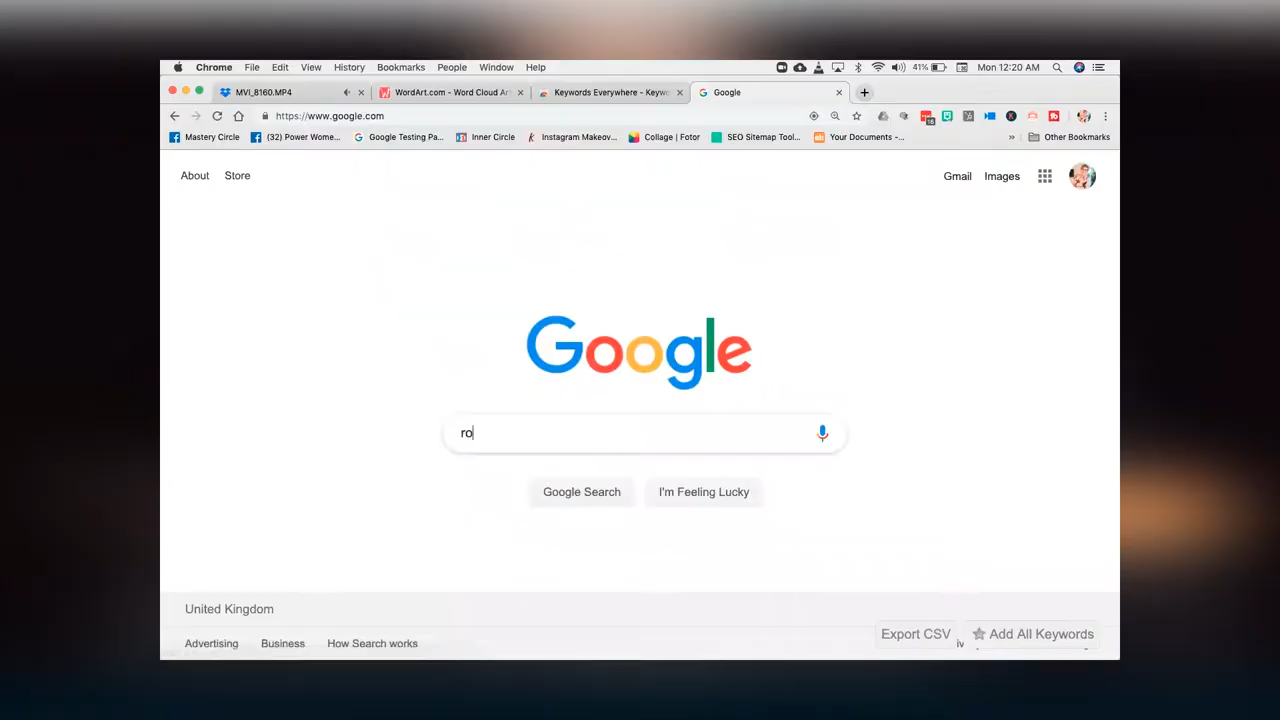 Chrome File Edit View History Bookmarks People Window Help 41% Mon 12:20 AM
MVI_8160.MP4 WordArt.com - Word Cloud Ar Keywords Everywhere - Keyw Google
https://www.google.com
Mastery Circle (32) Power Wome... Google Testing Pa... Inner Circle Instagram Makeov... Collage | Fotor SEO Sitemap Tool... Your Documents -... » Other Bookmarks
About Store Gmail Images
Google
ro
Google Search I'm Feeling Lucky
United Kingdom
Export CSV Add All Keywords
Advertising Business How Search works